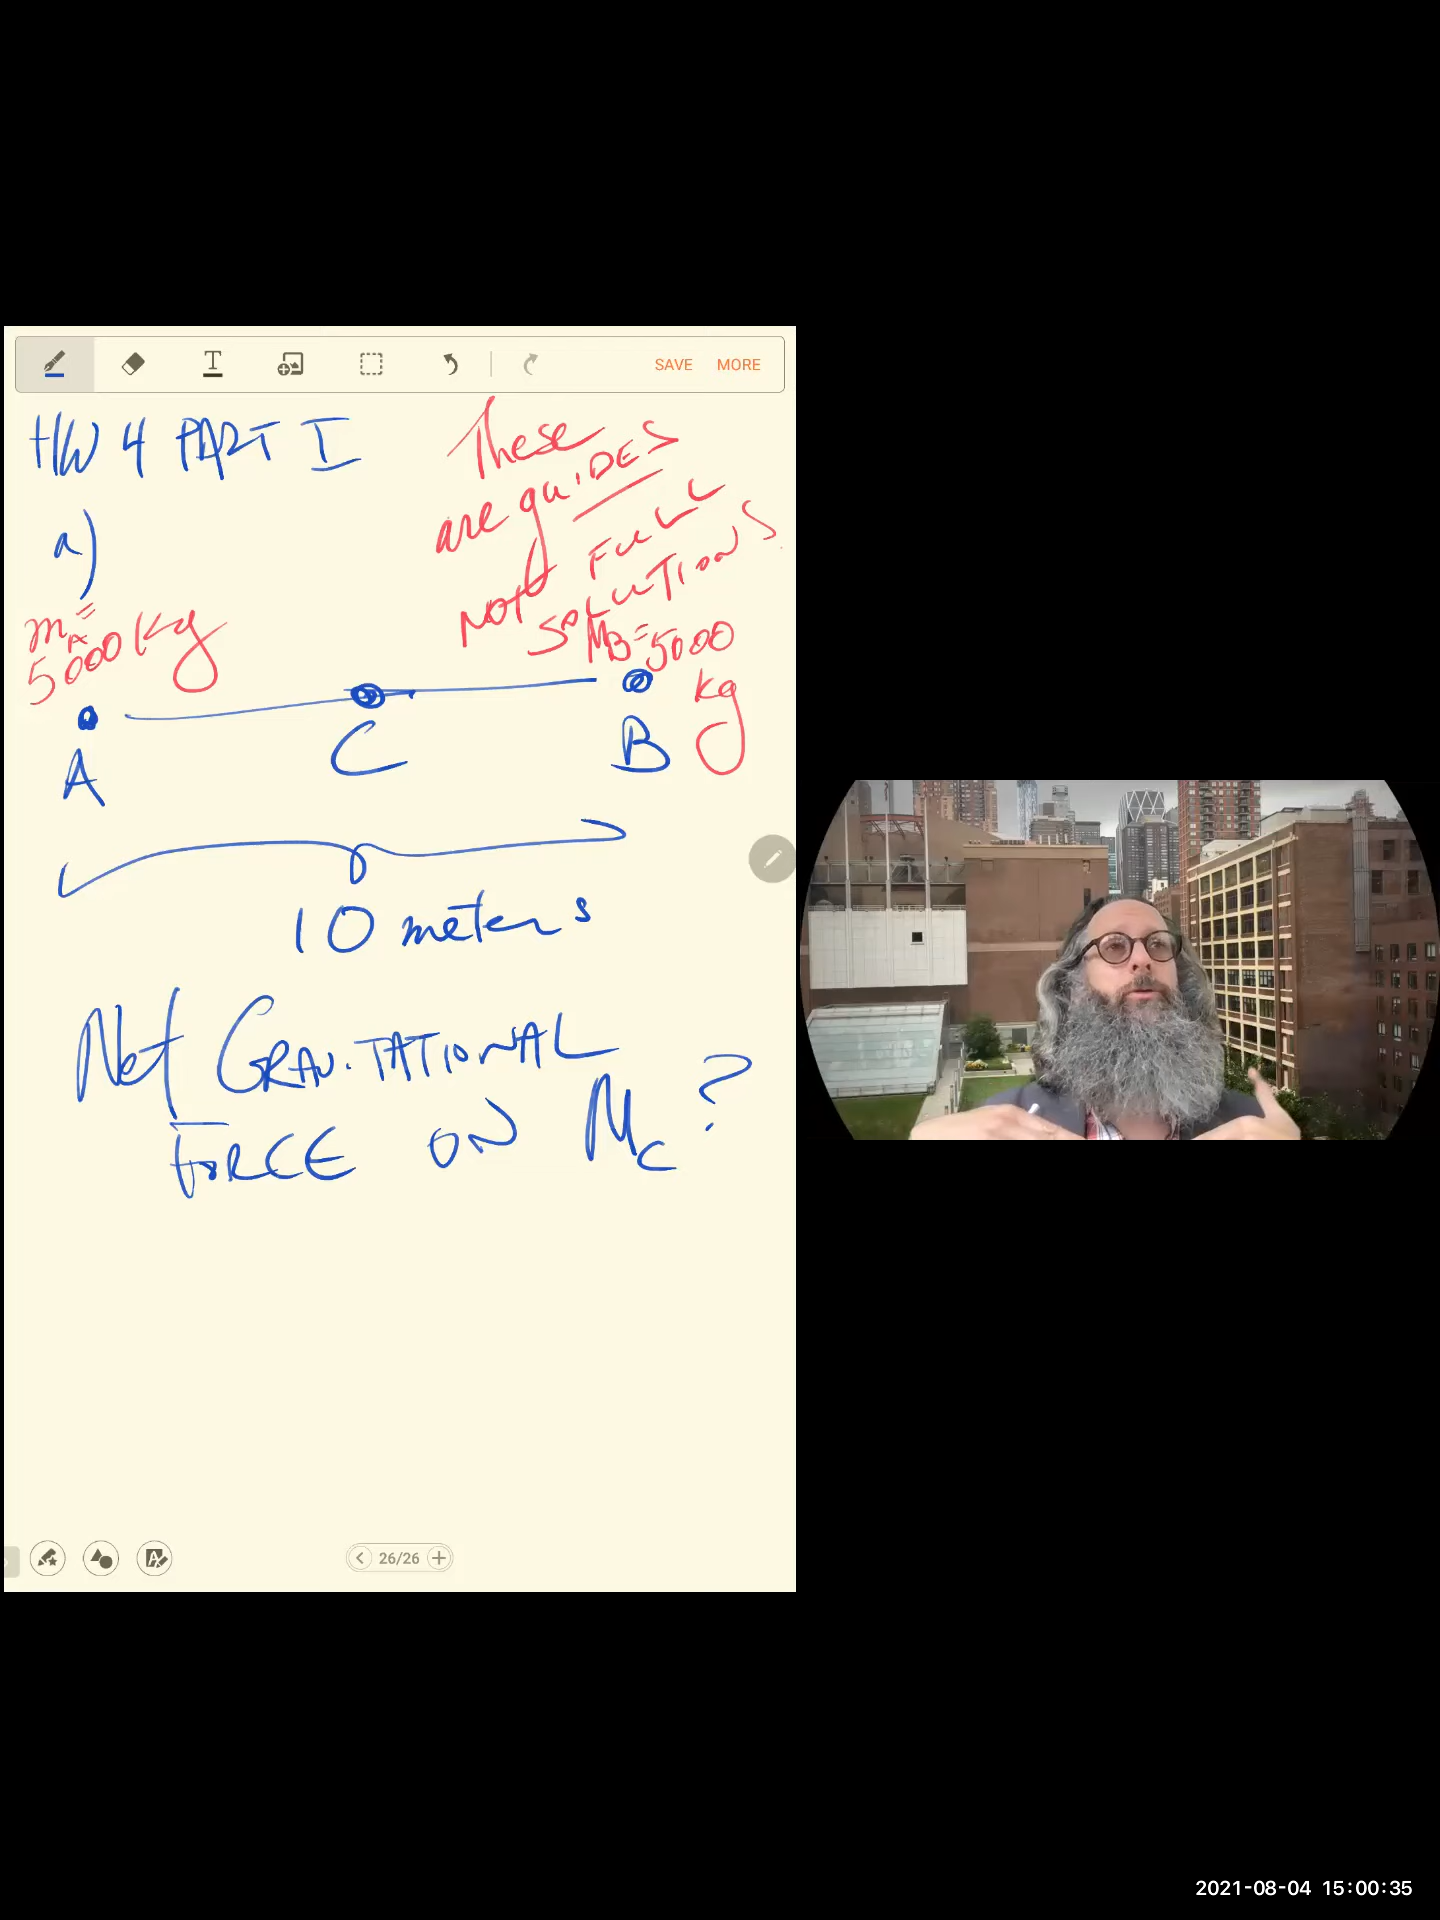 SAVE MORE
HW 4 PART I
These
are guIDES
Not FULL
SOLUTIONS
a)
mA=
5000 kg
MB=5000
kg
A C B
10 meters
Net GRAVITATIONAL
FORCE ON Mc?
26/26
2021-08-04 15:00:35